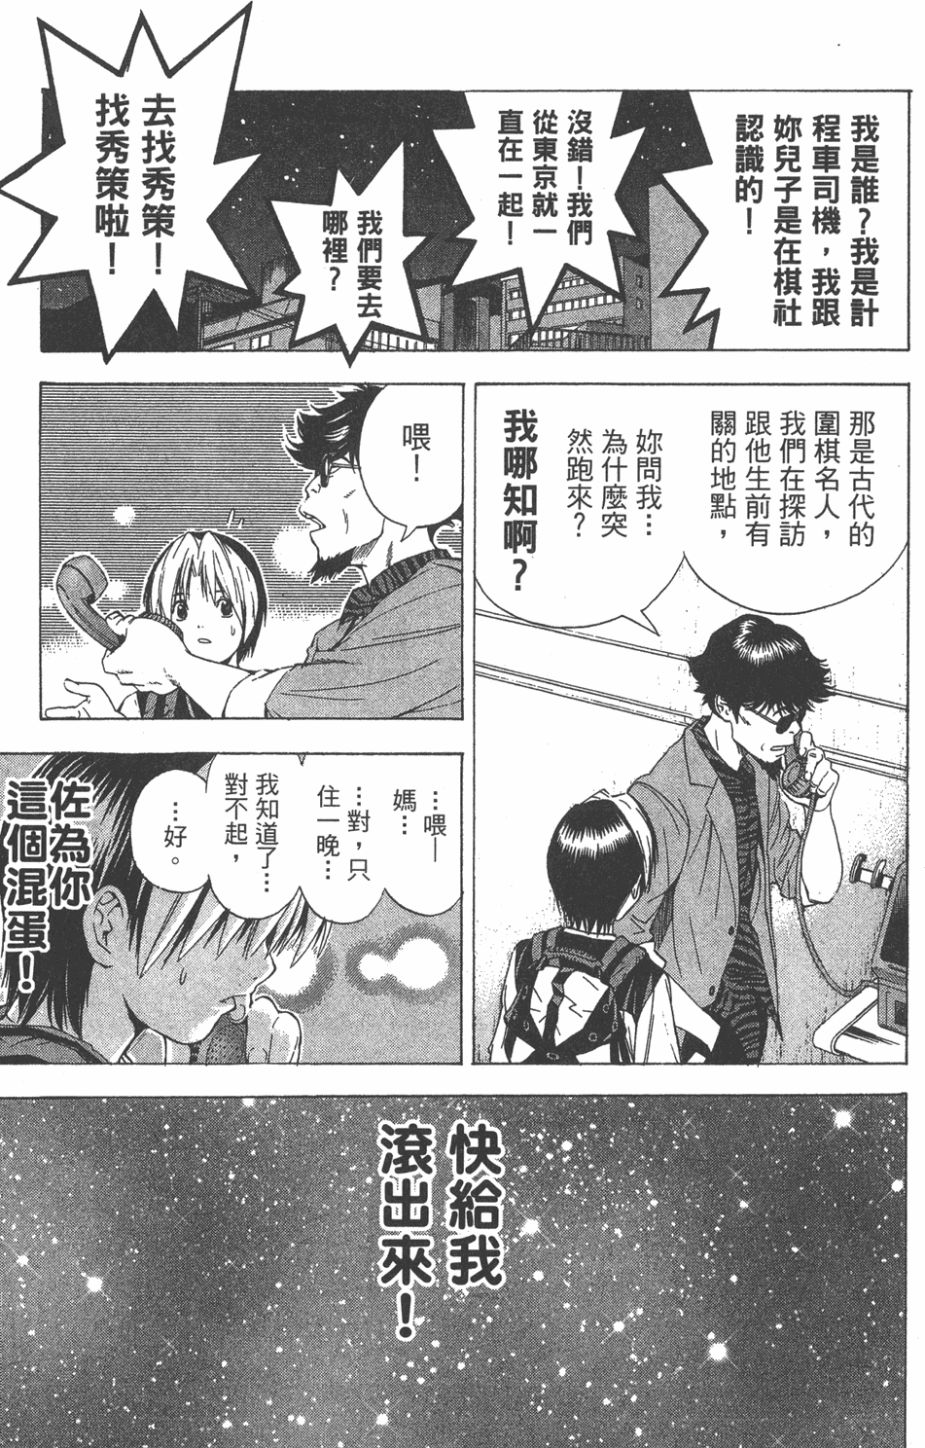 我是誰？我是計
程車司機，我跟
妳兒子是在棋社
認識的！
沒錯！我們
從東京就一
直在一起！
我們要去
哪裡？
去找秀策！
找秀策啦！
那是古代的
圍棋名人，
我們在探訪
跟他生前有
關的地點，
妳問我…
為什麼突
然跑來？
我哪知啊？
喂！
…喂—
媽…
…對，只
住一晚…
我知道了…
對不起，
…好。
佐為你
這個混蛋！
快給我
滾出來！